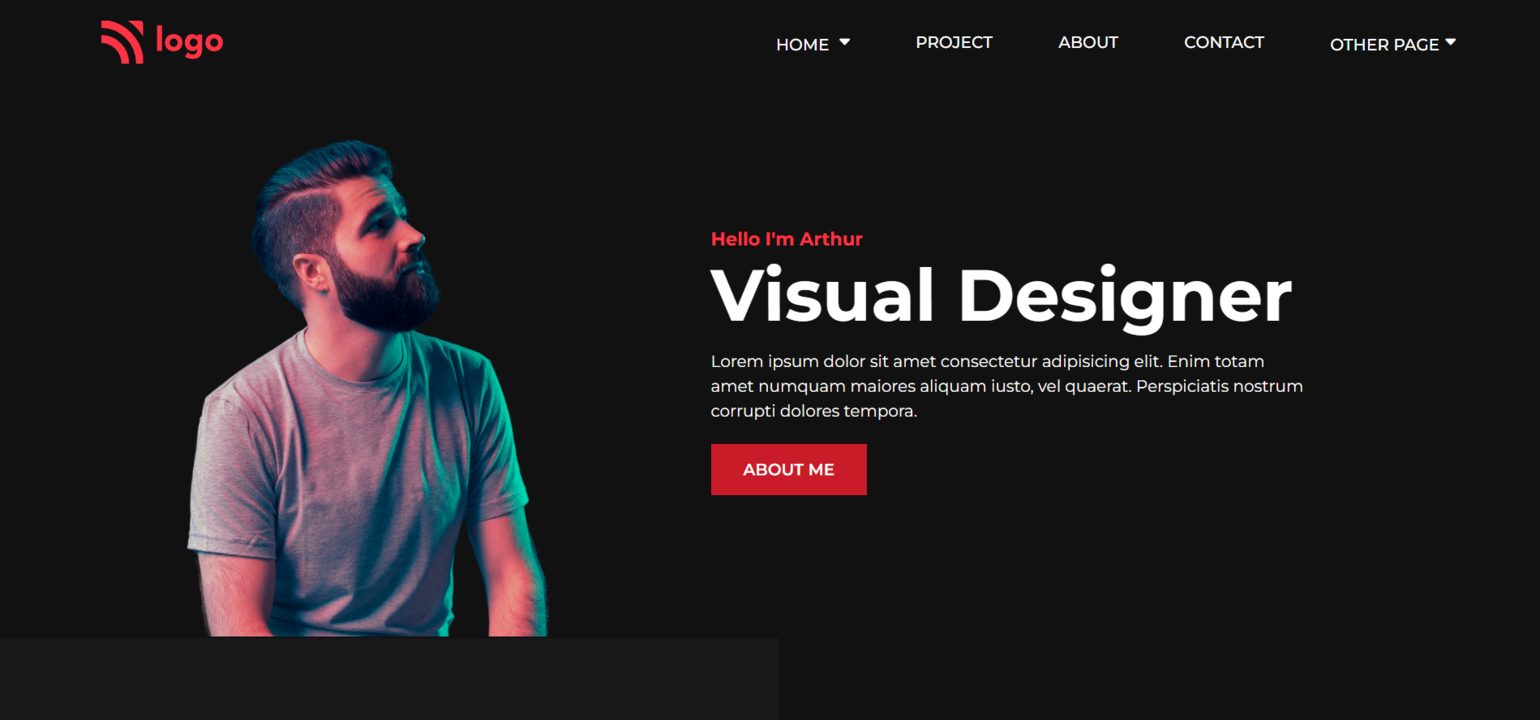 logo
HOME
PROJECT
ABOUT
CONTACT
OTHER PAGE
Hello I'm Arthur
Visual Designer
Lorem ipsum dolor sit amet consectetur adipisicing elit. Enim totam
amet numquam maiores aliquam iusto, vel quaerat. Perspiciatis nostrum
corrupti dolores tempora.
ABOUT ME